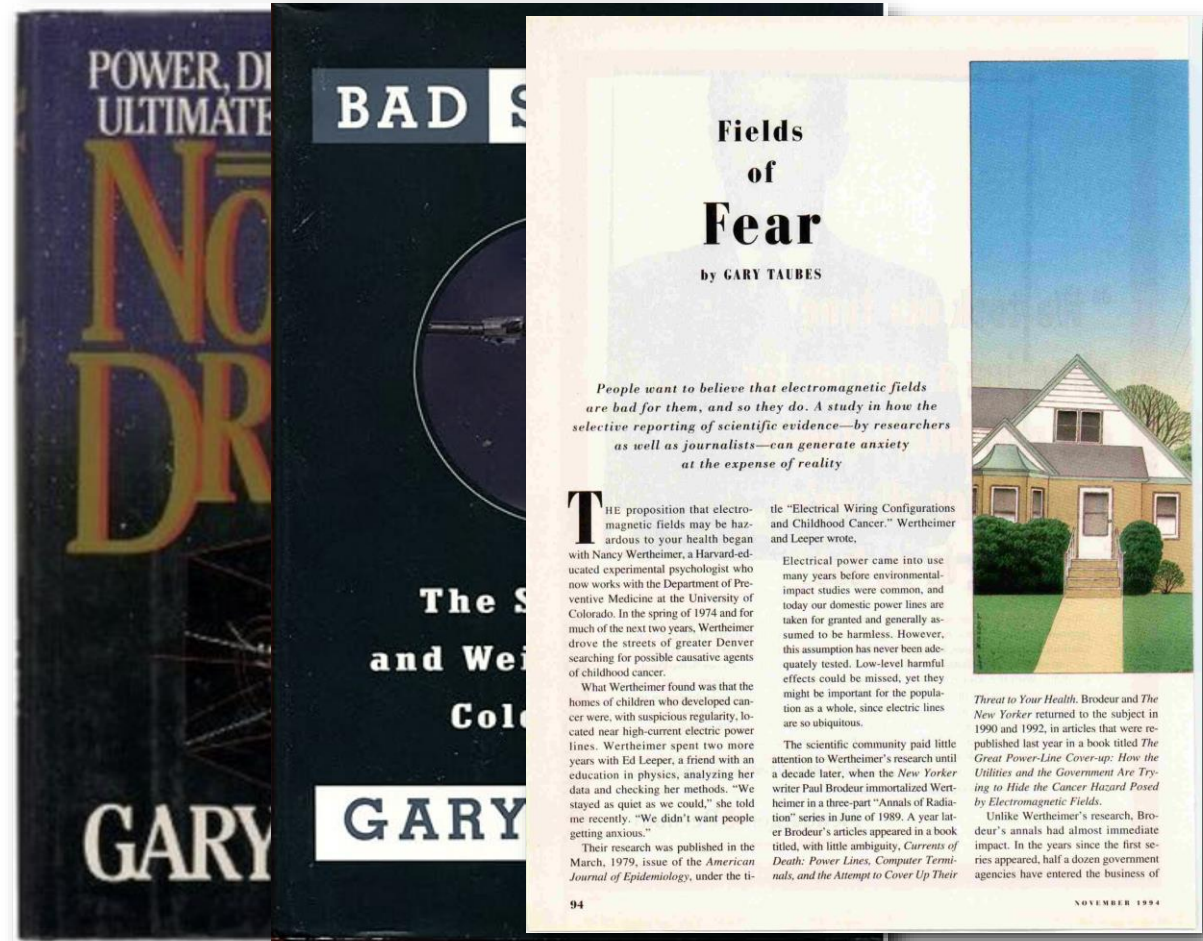 POWER, D
ULTIMATE
NO
DR
GARY
BAD S
The S
and Wei
Col
GARY
Fields
of
Fear
by GARY TAUBES
People want to believe that electromagnetic fields
are bad for them, and so they do. A study in how the
selective reporting of scientific evidence—by researchers
as well as journalists—can generate anxiety
at the expense of reality
THE proposition that electro-
magnetic fields may be haz-
ardous to your health began
with Nancy Wertheimer, a Harvard-ed-
ucated experimental psychologist who
now works with the Department of Pre-
ventive Medicine at the University of
Colorado. In the spring of 1974 and for
much of the next two years, Wertheimer
drove the streets of greater Denver
searching for possible causative agents
of childhood cancer.
What Wertheimer found was that the
homes of children who developed can-
cer were, with suspicious regularity, lo-
cated near high-current electric power
lines. Wertheimer spent two more
years with Ed Leeper, a friend with an
education in physics, analyzing her
data and checking her methods. "We
stayed as quiet as we could," she told
me recently. "We didn't want people
getting anxious."
Their research was published in the
March, 1979, issue of the American
Journal of Epidemiology, under the ti-
tle "Electrical Wiring Configurations
and Childhood Cancer." Wertheimer
and Leeper wrote,
Electrical power came into use
many years before environmental-
impact studies were common, and
today our domestic power lines are
taken for granted and generally as-
sumed to be harmless. However,
this assumption has never been ade-
quately tested. Low-level harmful
effects could be missed, yet they
might be important for the popula-
tion as a whole, since electric lines
are so ubiquitous.
The scientific community paid little
attention to Wertheimer's research until
a decade later, when the New Yorker
writer Paul Brodeur immortalized Wert-
heimer in a three-part "Annals of Radia-
tion" series in June of 1989. A year lat-
er Brodeur's articles appeared in a book
titled, with little ambiguity, Currents of
Death: Power Lines, Computer Termi-
nals, and the Attempt to Cover Up Their
Threat to Your Health. Brodeur and The
New Yorker returned to the subject in
1990 and 1992, in articles that were re-
published last year in a book titled The
Great Power-Line Cover-up: How the
Utilities and the Government Are Try-
ing to Hide the Cancer Hazard Posed
by Electromagnetic Fields.
Unlike Wertheimer's research, Bro-
deur's annals had almost immediate
impact. In the years since the first se-
ries appeared, half a dozen government
agencies have entered the business of
94
NOVEMBER 1994